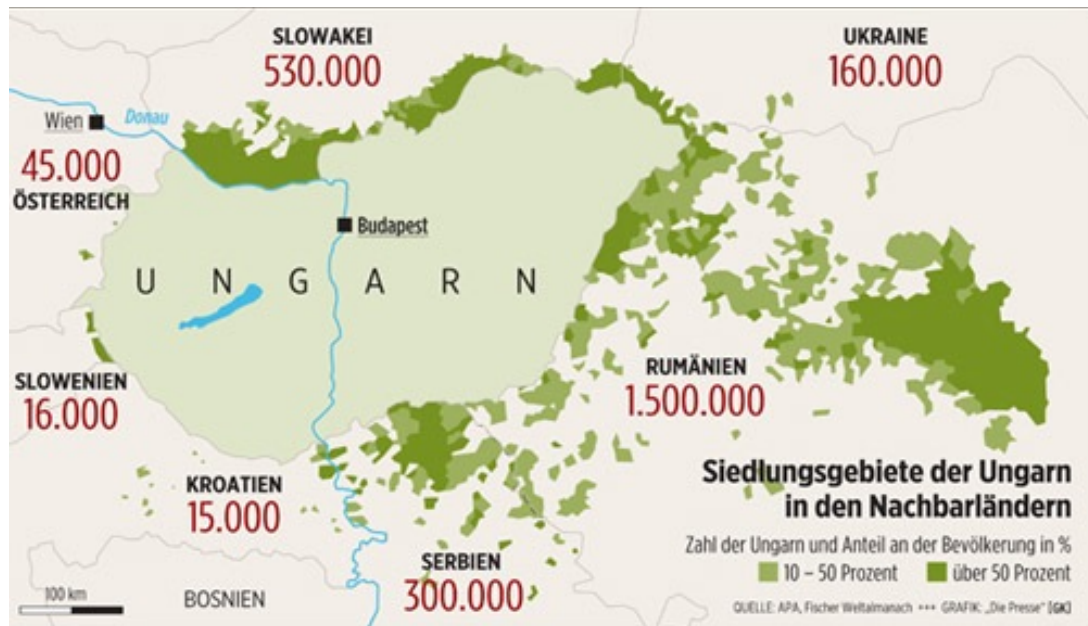 SLOWAKEI
530.000
UKRAINE
160.000
Wien
Donau
45.000
ÖSTERREICH
Budapest
UNGARN
SLOWENIEN
16.000
RUMÄNIEN
1.500.000
KROATIEN
15.000
SERBIEN
300.000
BOSNIEN
100 km
Siedlungsgebiete der Ungarn
in den Nachbarländern
Zahl der Ungarn und Anteil an der Bevölkerung in %
10 – 50 Prozent
über 50 Prozent
QUELLE: APA, Fischer Weltalmanach ••• GRAFIK: „Die Presse" [GK]